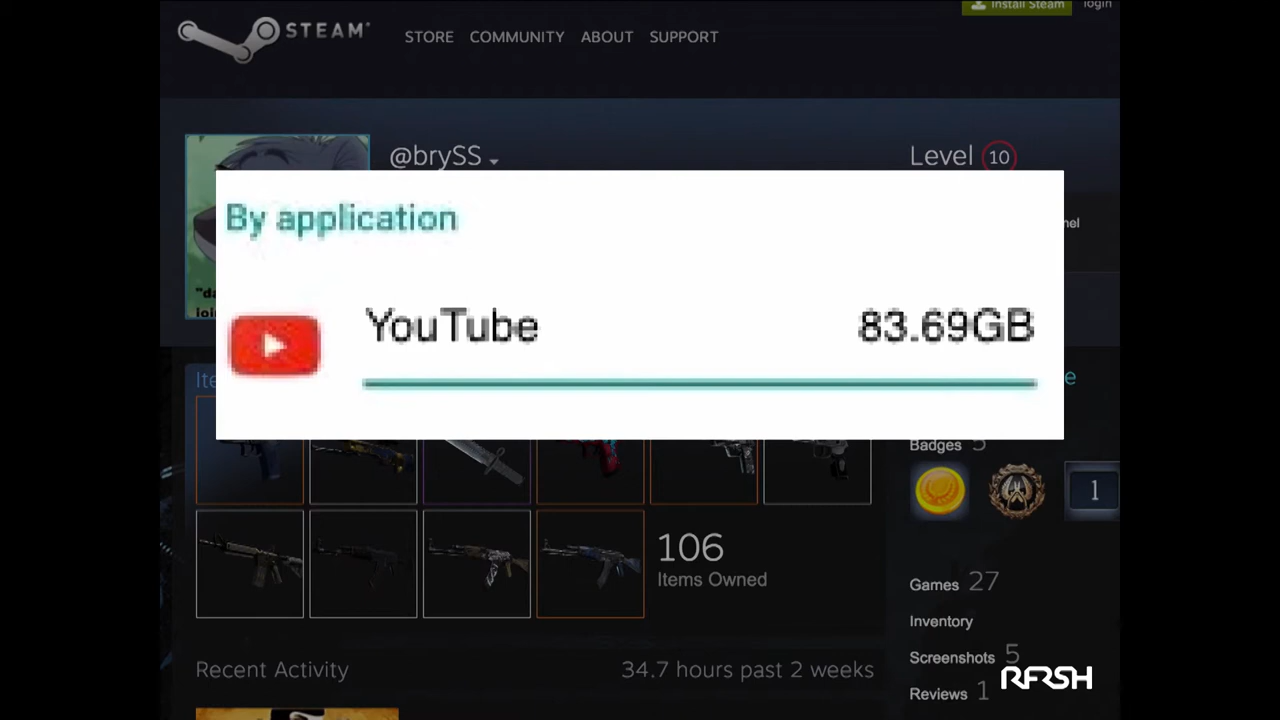 Install Steam
login
STEAM®
STORE COMMUNITY ABOUT SUPPORT
@brySS
Level 10
By application
YouTube 83.69GB
Badges 5
1
106
Items Owned
Games 27
Inventory
Screenshots 5
Reviews 1
Recent Activity 34.7 hours past 2 weeks
RFRSH